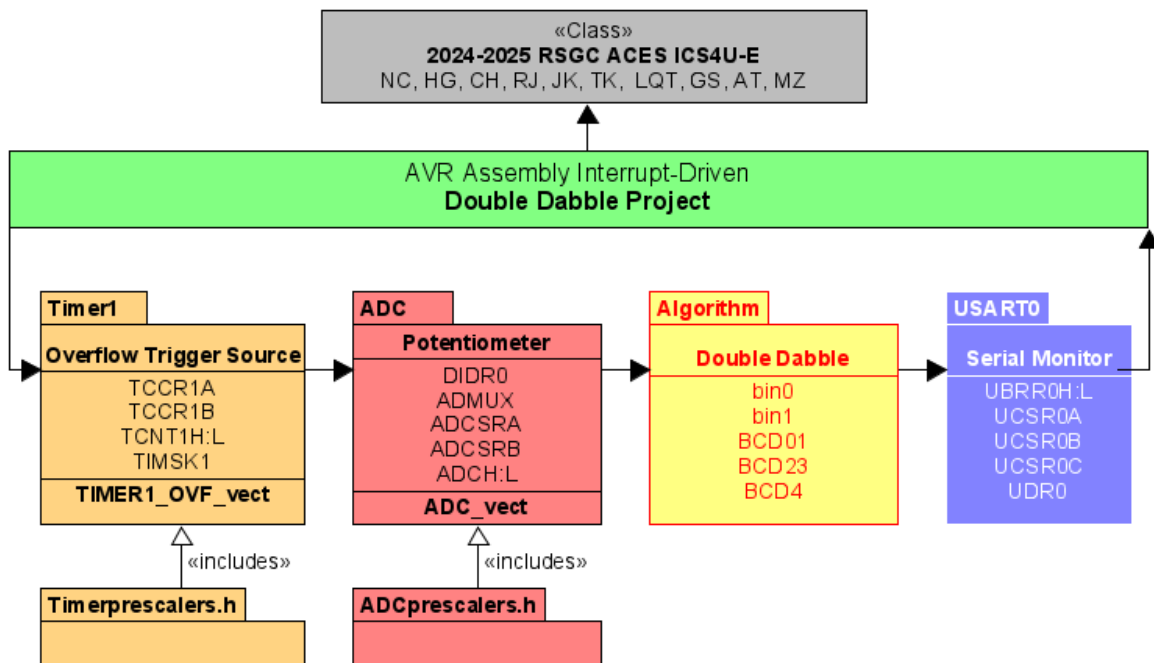 «Class»
2024-2025 RSGC ACES ICS4U-E
NC, HG, CH, RJ, JK, TK, LQT, GS, AT, MZ
AVR Assembly Interrupt-Driven
Double Dabble Project
Timer1
Overflow Trigger Source
TCCR1A
TCCR1B
TCNT1H:L
TIMSK1
TIMER1_OVF_vect
«includes»
Timerprescalers.h
ADC
Potentiometer
DIDR0
ADMUX
ADCSRA
ADCSRB
ADCH:L
ADC_vect
«includes»
ADCprescalers.h
Algorithm
Double Dabble
bin0
bin1
BCD01
BCD23
BCD4
USART0
Serial Monitor
UBRR0H:L
UCSR0A
UCSR0B
UCSR0C
UDR0